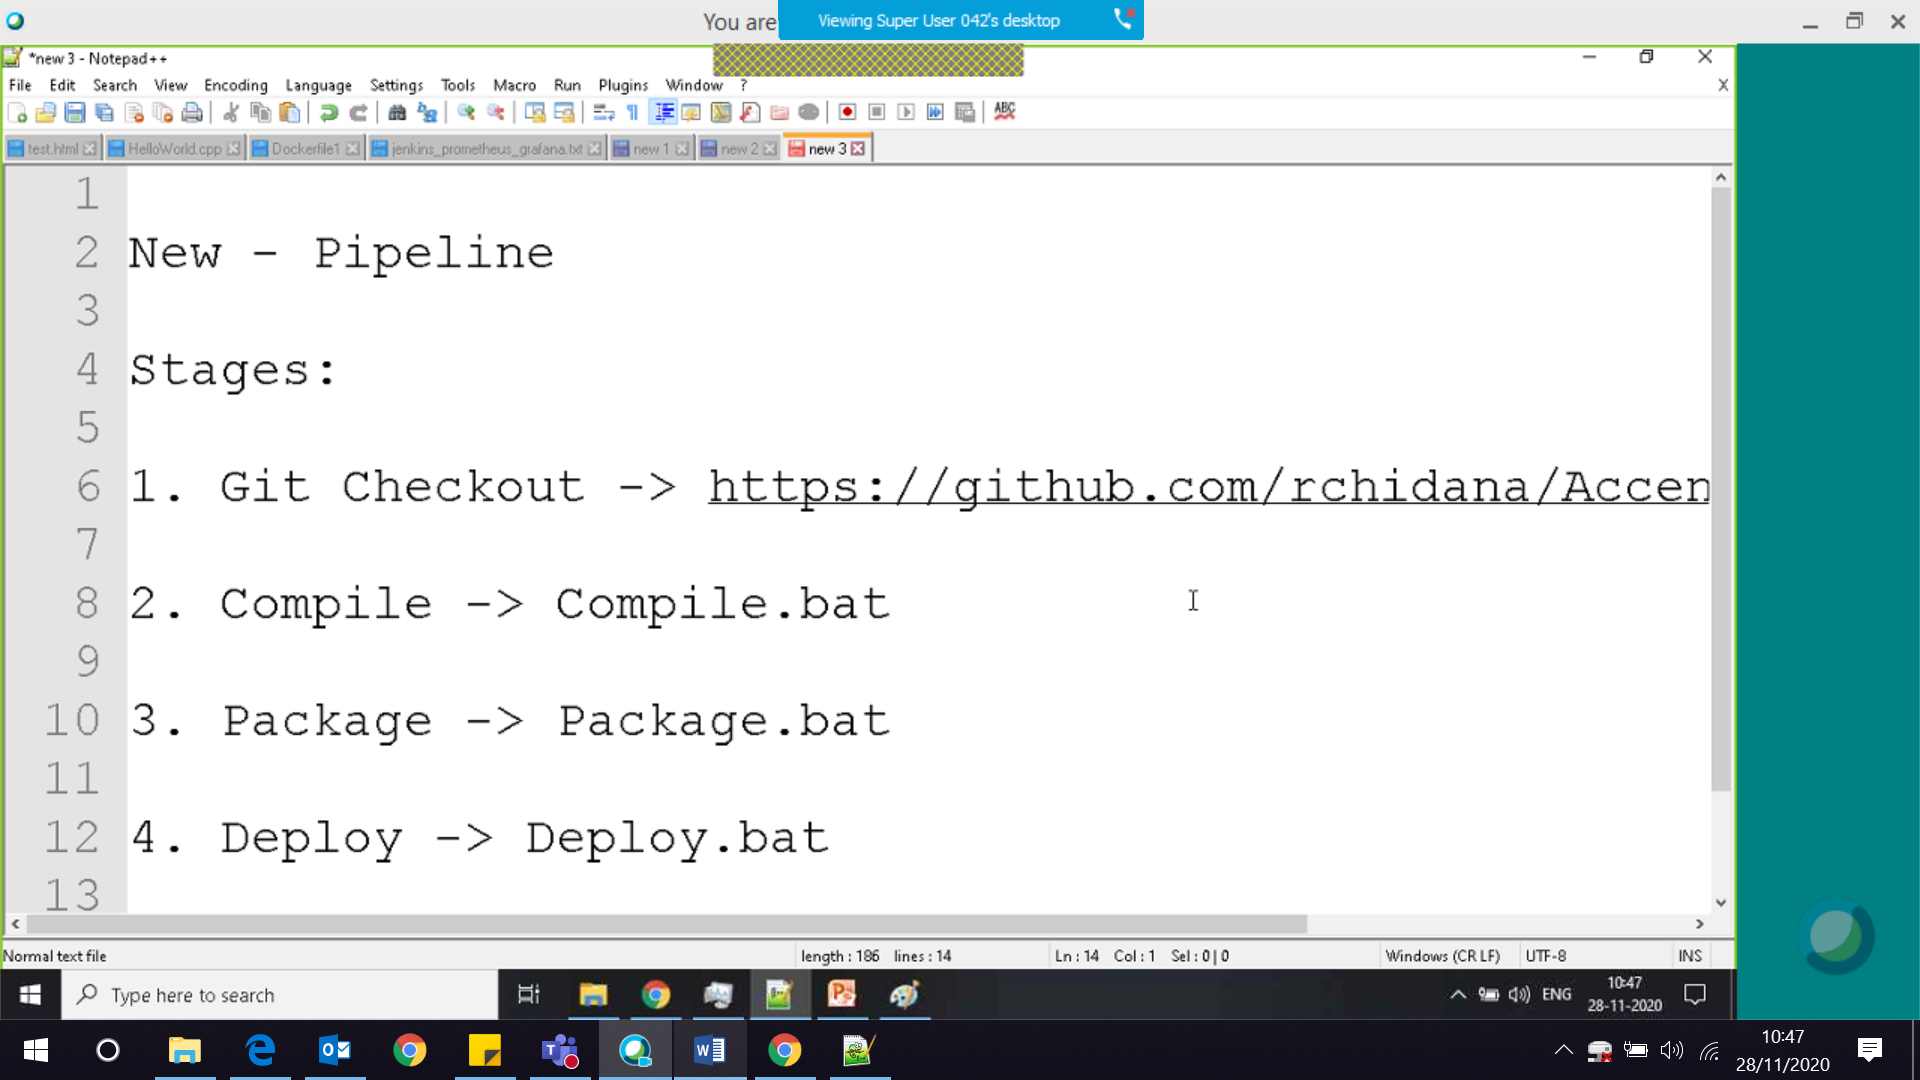 You are
Viewing Super User 042's desktop
*new 3 - Notepad++
File Edit Search View Encoding Language Settings Tools Macro Run Plugins Window ?
test.html HelloWorld.cpp Dockerfile1 jenkins_prometheus_grafana.txt new 1 new 2 new 3
1
2 New - Pipeline
3
4 Stages:
5
6 1. Git Checkout -> https://github.com/rchidana/Accen
7
8 2. Compile -> Compile.bat
9
10 3. Package -> Package.bat
11
12 4. Deploy -> Deploy.bat
13
Normal text file length : 186 lines : 14 Ln : 14 Col : 1 Sel : 0 | 0 Windows (CR LF) UTF-8 INS
Type here to search
ENG
10:47
28-11-2020
10:47
28/11/2020